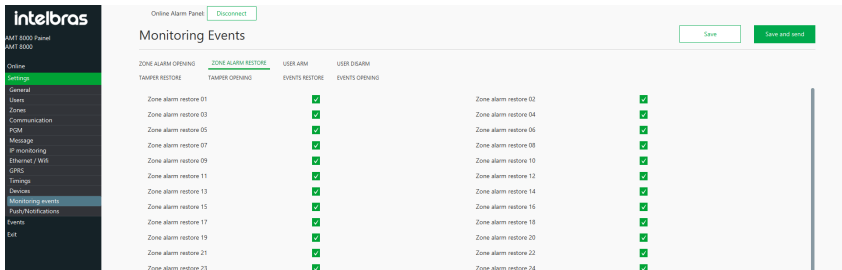 intelbras
AMT 8000 Painel
AMT 8000
Online
Settings
General
Users
Zones
Communication
PGM
Message
IP monitoring
Ethernet / Wifi
GPRS
Timings
Devices
Monitoring events
Push/Notifications
Events
Exit
Online Alarm Panel: Disconnect
Monitoring Events Save Save and send
ZONE ALARM OPENING ZONE ALARM RESTORE USER ARM USER DISARM
TAMPER RESTORE TAMPER OPENING EVENTS RESTORE EVENTS OPENING
Zone alarm restore 01 Zone alarm restore 02
Zone alarm restore 03 Zone alarm restore 04
Zone alarm restore 05 Zone alarm restore 06
Zone alarm restore 07 Zone alarm restore 08
Zone alarm restore 09 Zone alarm restore 10
Zone alarm restore 11 Zone alarm restore 12
Zone alarm restore 13 Zone alarm restore 14
Zone alarm restore 15 Zone alarm restore 16
Zone alarm restore 17 Zone alarm restore 18
Zone alarm restore 19 Zone alarm restore 20
Zone alarm restore 21 Zone alarm restore 22
Zone alarm restore 23 Zone alarm restore 24